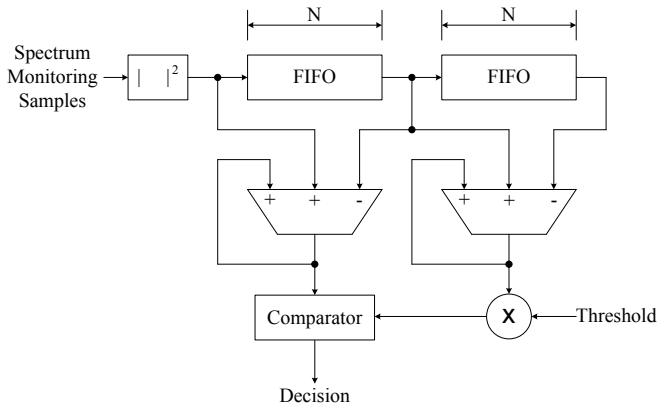 N
N
Spectrum
Monitoring
Samples
| |²
FIFO
FIFO
+ + -
+ + -
Comparator
X
Threshold
Decision